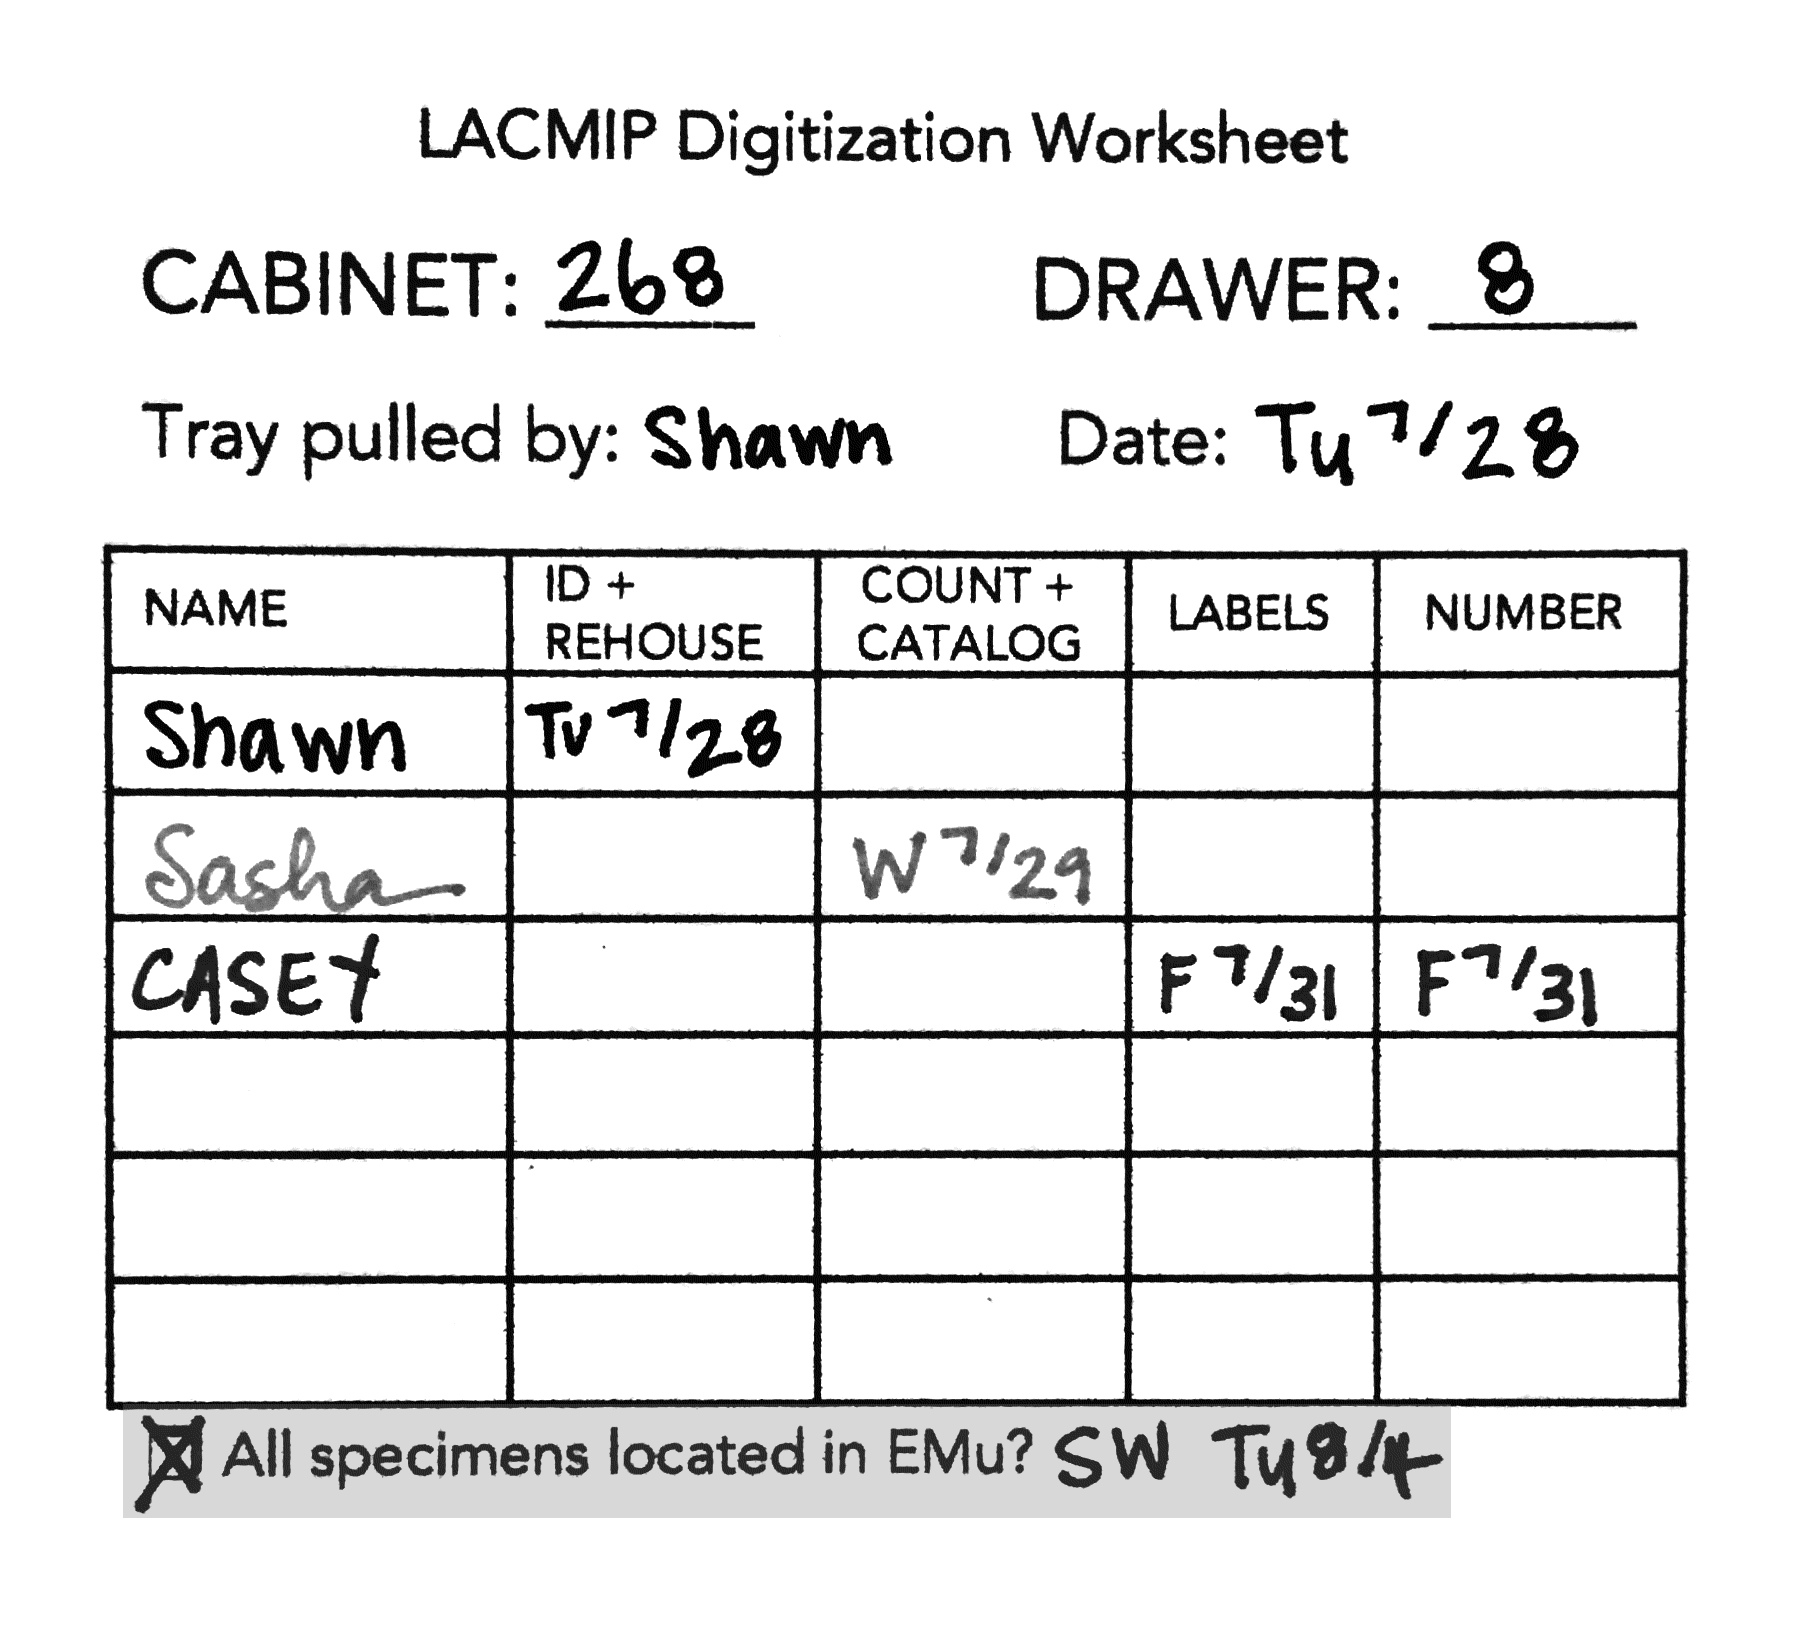 LACMIP Digitization Worksheet
CABINET: 268 DRAWER: 8
Tray pulled by: Shawn Date: Tu 7/28
NAME ID + REHOUSE COUNT + CATALOG LABELS NUMBER
Shawn Tu 7/28
Sasha W 7/29
CASEY F 7/31 F 7/31
All specimens located in EMu? SW Tu 8/4